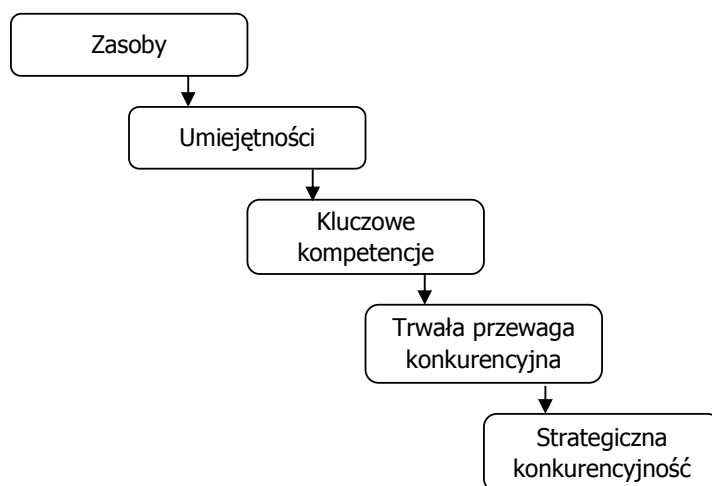 Zasoby
Umiejętności
Kluczowe
kompetencje
Trwała przewaga
konkurencyjna
Strategiczna
konkurencyjność